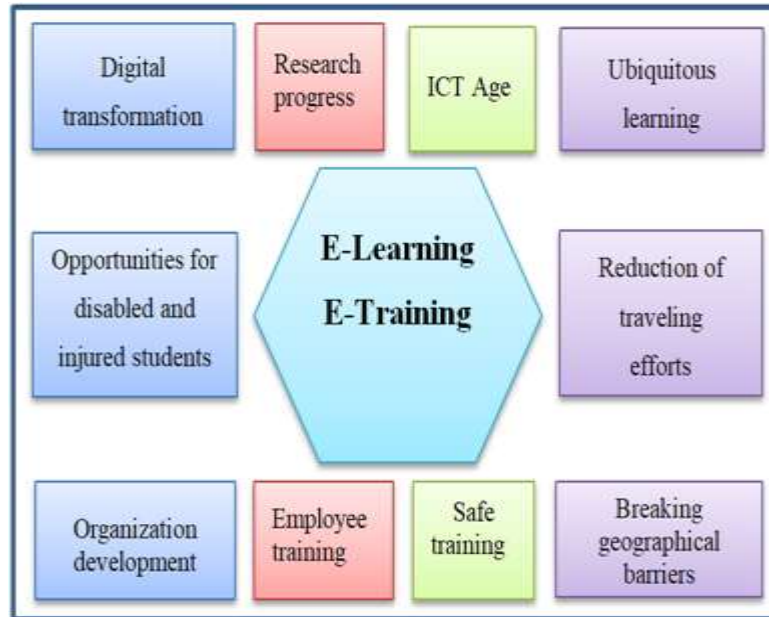 Digital
transformation
Research
progress
ICT Age
Ubiquitous
learning
Opportunities for
disabled and
injured students
E-Learning
E-Training
Reduction of
traveling
efforts
Organization
development
Employee
training
Safe
training
Breaking
geographical
barriers